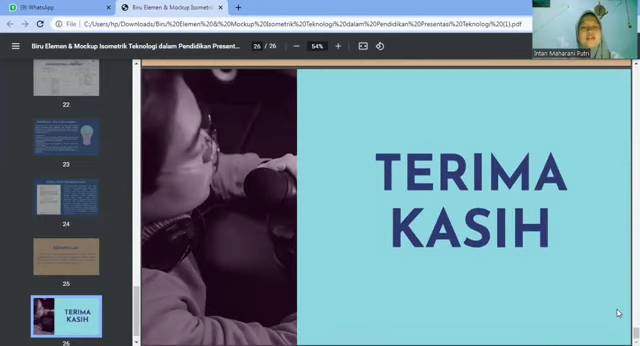 (9) WhatsApp
Biru Elemen & Mockup Isometrik
File
C:/Users/hp/Downloads/Biru%20Elemen%20&%20Mockup%20Isometrik%20Teknologi%20dalam%20Pendidikan%20Presentasi%20Teknologi%20(1).pdf
Biru Elemen & Mockup Isometrik Teknologi dalam Pendidikan Present...
26 / 26
54%
Intan Maharani Putri
22
23
24
25
TERIMA
KASIH
26
TERIMA
KASIH